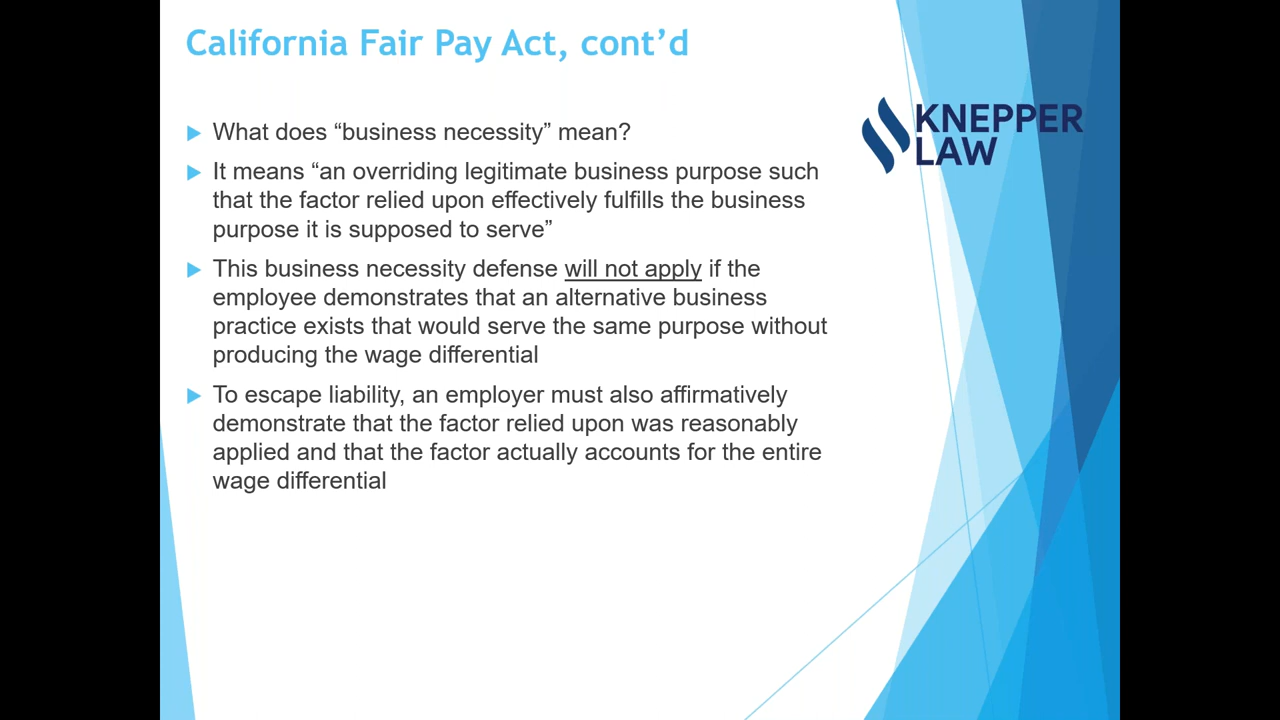 California Fair Pay Act, cont’d
KNEPPER
LAW
What does “business necessity” mean?
It means “an overriding legitimate business purpose such
that the factor relied upon effectively fulfills the business
purpose it is supposed to serve”
This business necessity defense will not apply if the
employee demonstrates that an alternative business
practice exists that would serve the same purpose without
producing the wage differential
To escape liability, an employer must also affirmatively
demonstrate that the factor relied upon was reasonably
applied and that the factor actually accounts for the entire
wage differential